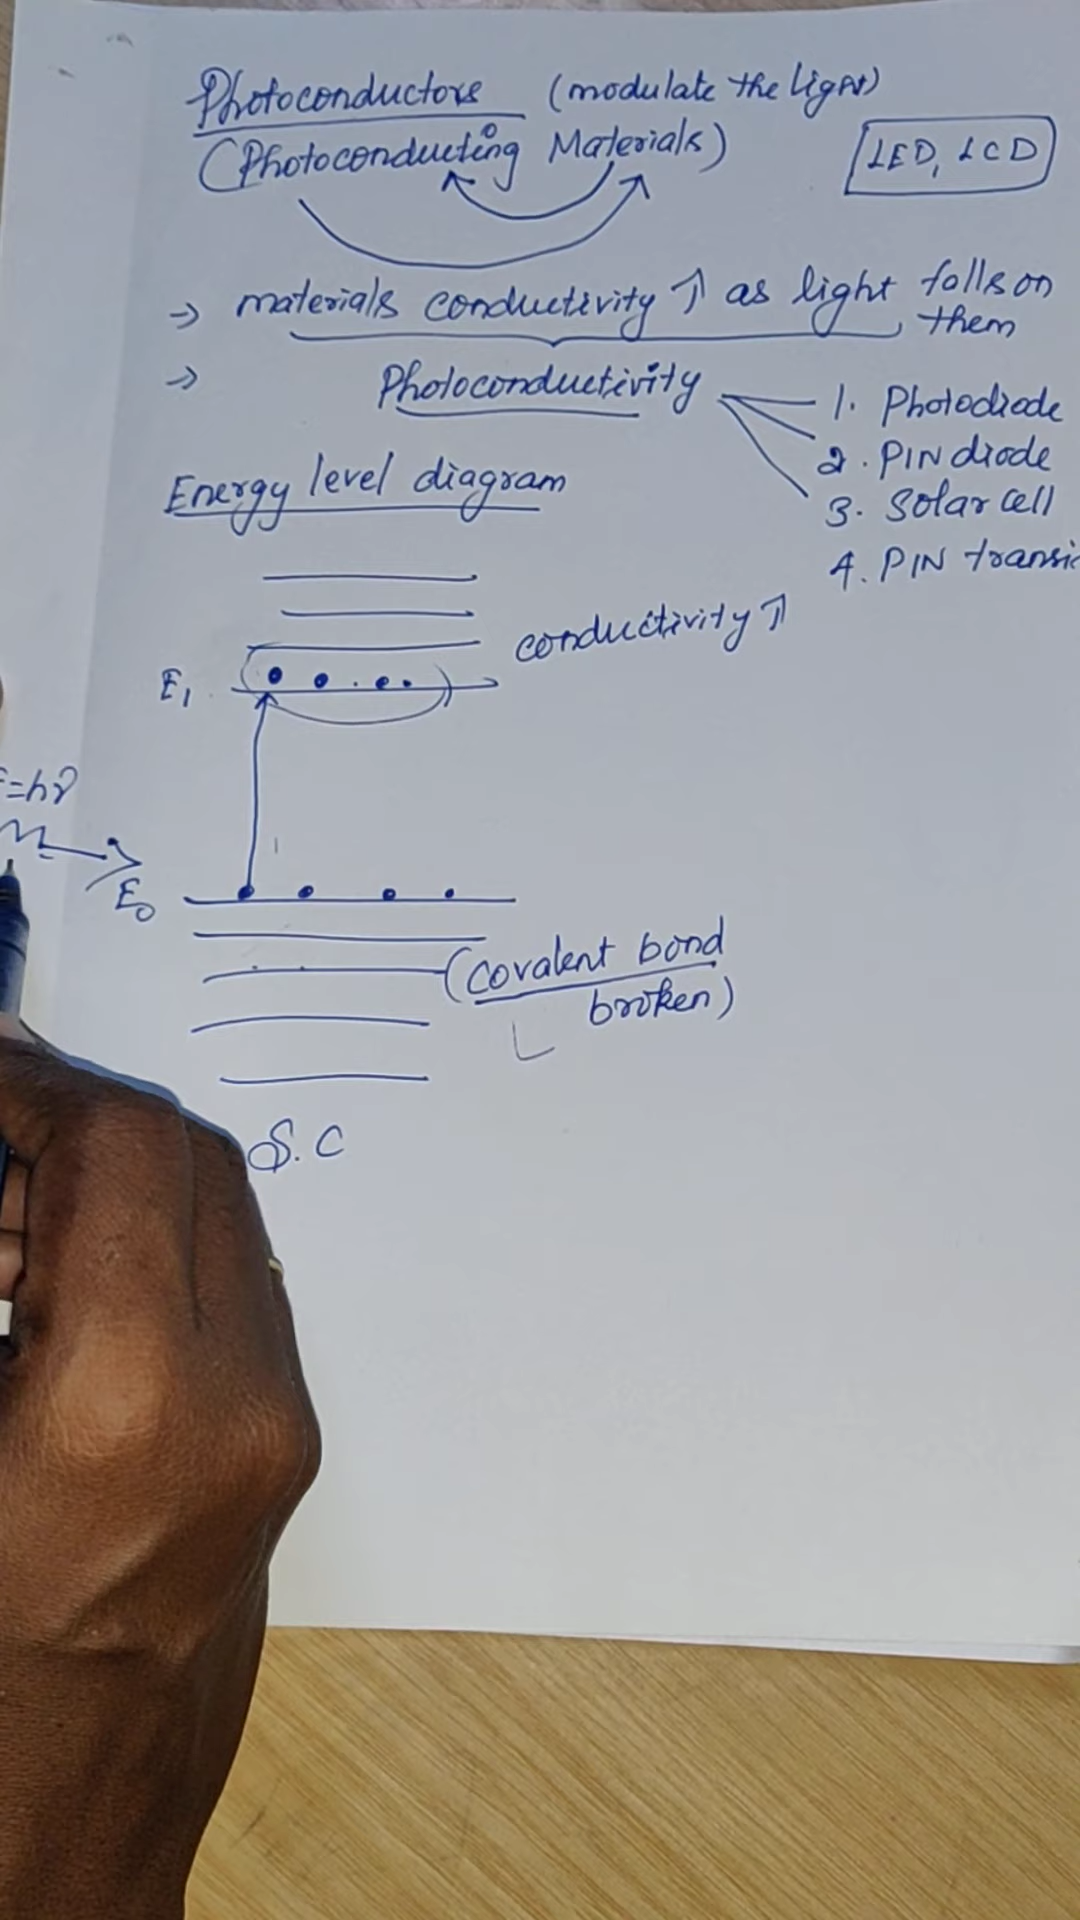 Photoconductors (modulate the light)
(Photoconducting Materials)
LED, LCD
→ materials conductivity ↑ as light falls on
them
→ Photoconductivity
1. Photodiode
2. PIN diode
3. Solar cell
4. PIN transi
Energy level diagram
conductivity ↑
E₁
=hν
E₀
(covalent bond
broken)
S.C